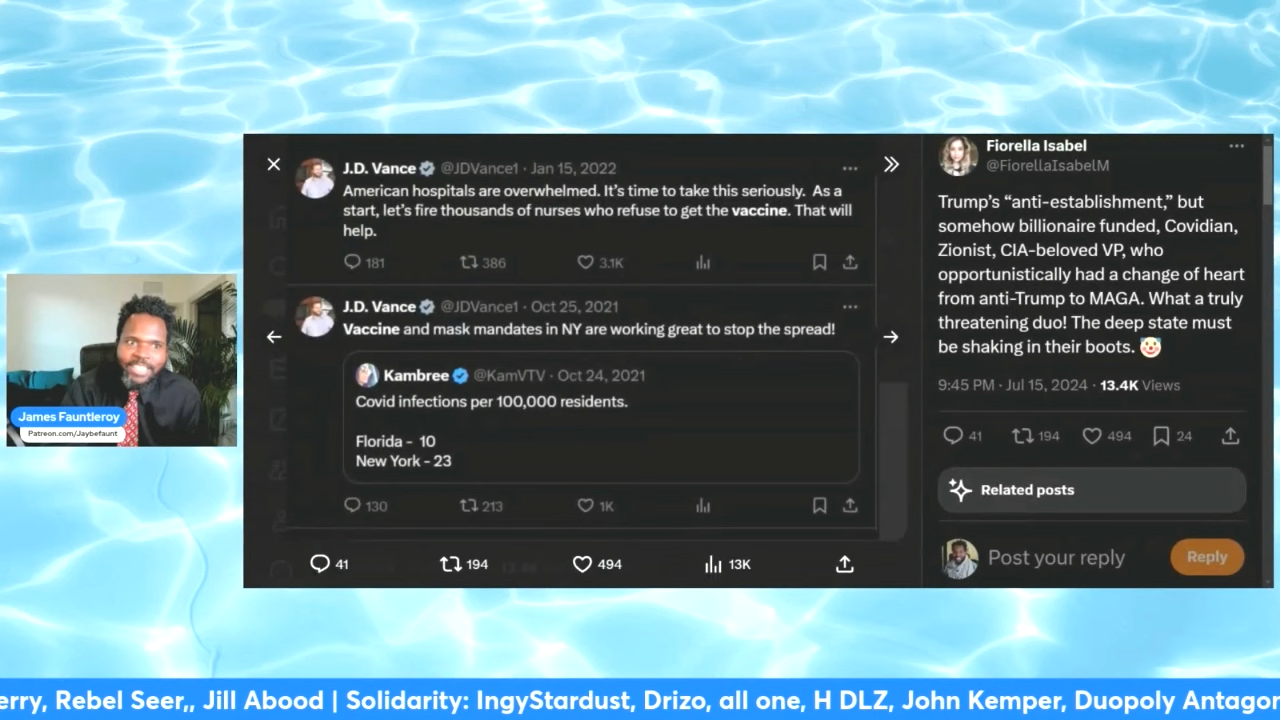 J.D. Vance @JDVance1 · Jan 15, 2022
American hospitals are overwhelmed. It's time to take this seriously. As a
start, let's fire thousands of nurses who refuse to get the vaccine. That will
help.
181 386 3.1K
J.D. Vance @JDVance1 · Oct 25, 2021
Vaccine and mask mandates in NY are working great to stop the spread!
Kambree @KamVTV · Oct 24, 2021
Covid infections per 100,000 residents.
Florida - 10
New York - 23
130 213 1K
41 194 494 13K
Fiorella Isabel
@FiorellaIsabelM
Trump's “anti-establishment,” but
somehow billionaire funded, Covidian,
Zionist, CIA-beloved VP, who
opportunistically had a change of heart
from anti-Trump to MAGA. What a truly
threatening duo! The deep state must
be shaking in their boots. 🤡
9:45 PM · Jul 15, 2024 · 13.4K Views
41 194 494 24
Related posts
Post your reply Reply
James Fauntleroy
Patreon.com/Jaybefaunt
erry, Rebel Seer,, Jill Abood | Solidarity: IngyStardust, Drizo, all one, H DLZ, John Kemper, Duopoly Antagor